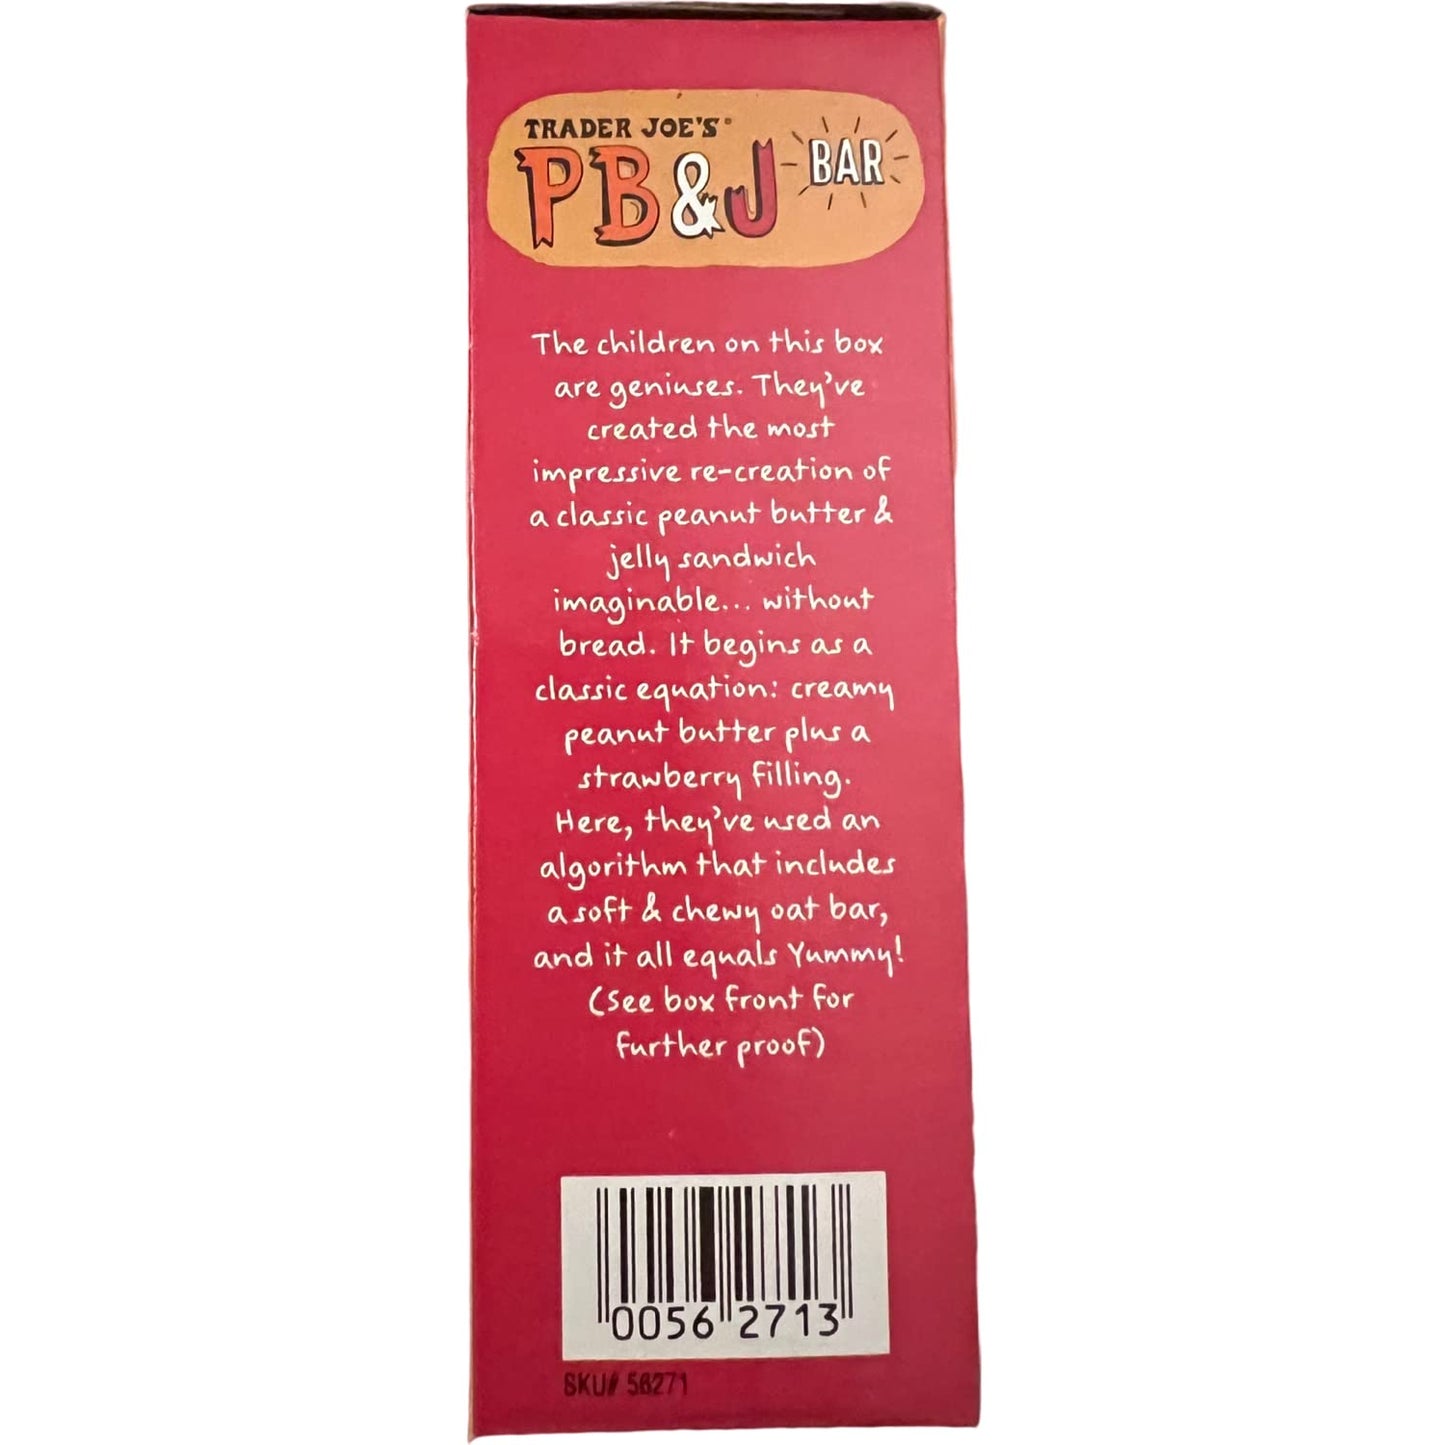 TRADER JOE'S®
PB&J BAR
The children on this box
are geniuses. They've
created the most
impressive re-creation of
a classic peanut butter &
jelly sandwich
imaginable... without
bread. It begins as a
classic equation: creamy
peanut butter plus a
strawberry filling.
Here, they've used an
algorithm that includes
a soft & chewy oat bar,
and it all equals Yummy!
(See box front for
further proof)
0056 2713
SKU# 56271